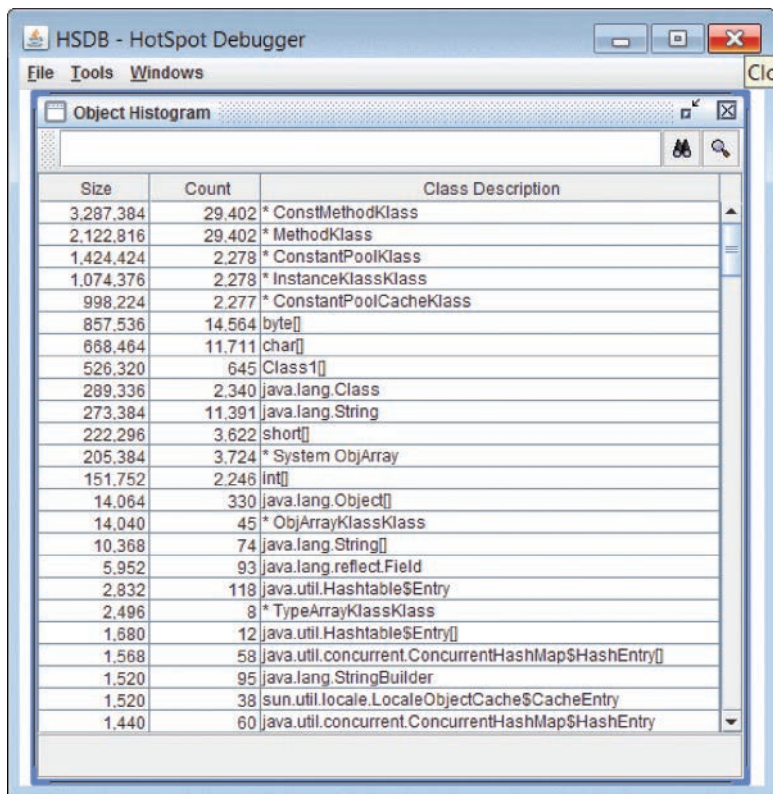 HSDB - HotSpot Debugger
File Tools Windows
Clo
Object Histogram
Size Count Class Description
3,287,384 29,402 * ConstMethodKlass
2,122,816 29,402 * MethodKlass
1,424,424 2,278 * ConstantPoolKlass
1,074,376 2,278 * InstanceKlassKlass
998,224 2,277 * ConstantPoolCacheKlass
857,536 14,564 byte[]
668,464 11,711 char[]
526,320 645 Class1[]
289,336 2,340 java.lang.Class
273,384 11,391 java.lang.String
222,296 3,622 short[]
205,384 3,724 * System ObjArray
151,752 2,246 int[]
14,064 330 java.lang.Object[]
14,040 45 * ObjArrayKlassKlass
10,368 74 java.lang.String[]
5,952 93 java.lang.reflect.Field
2,832 118 java.util.Hashtable$Entry
2,496 8 * TypeArrayKlassKlass
1,680 12 java.util.Hashtable$Entry[]
1,568 58 java.util.concurrent.ConcurrentHashMap$HashEntry[]
1,520 95 java.lang.StringBuilder
1,520 38 sun.util.locale.LocaleObjectCache$CacheEntry
1,440 60 java.util.concurrent.ConcurrentHashMap$HashEntry